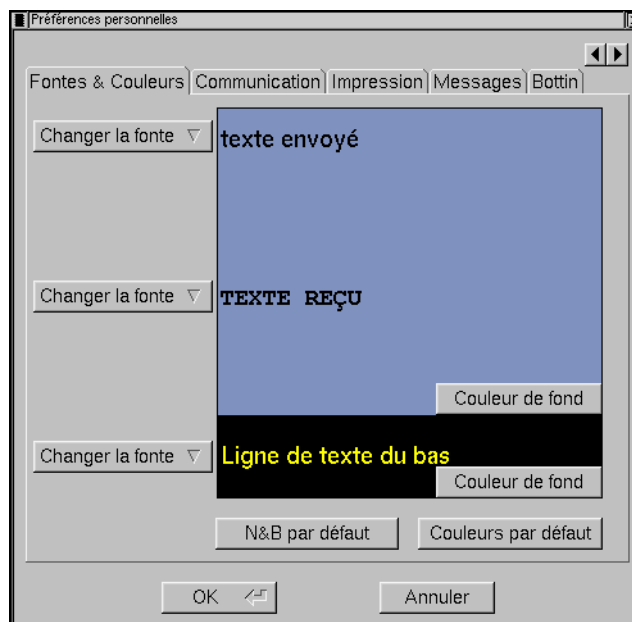 Préférences personnelles
Fontes & Couleurs Communication Impression Messages Bottin
Changer la fonte texte envoyé
Changer la fonte TEXTE REÇU
Couleur de fond
Changer la fonte Ligne de texte du bas
Couleur de fond
N&B par défaut Couleurs par défaut
OK Annuler